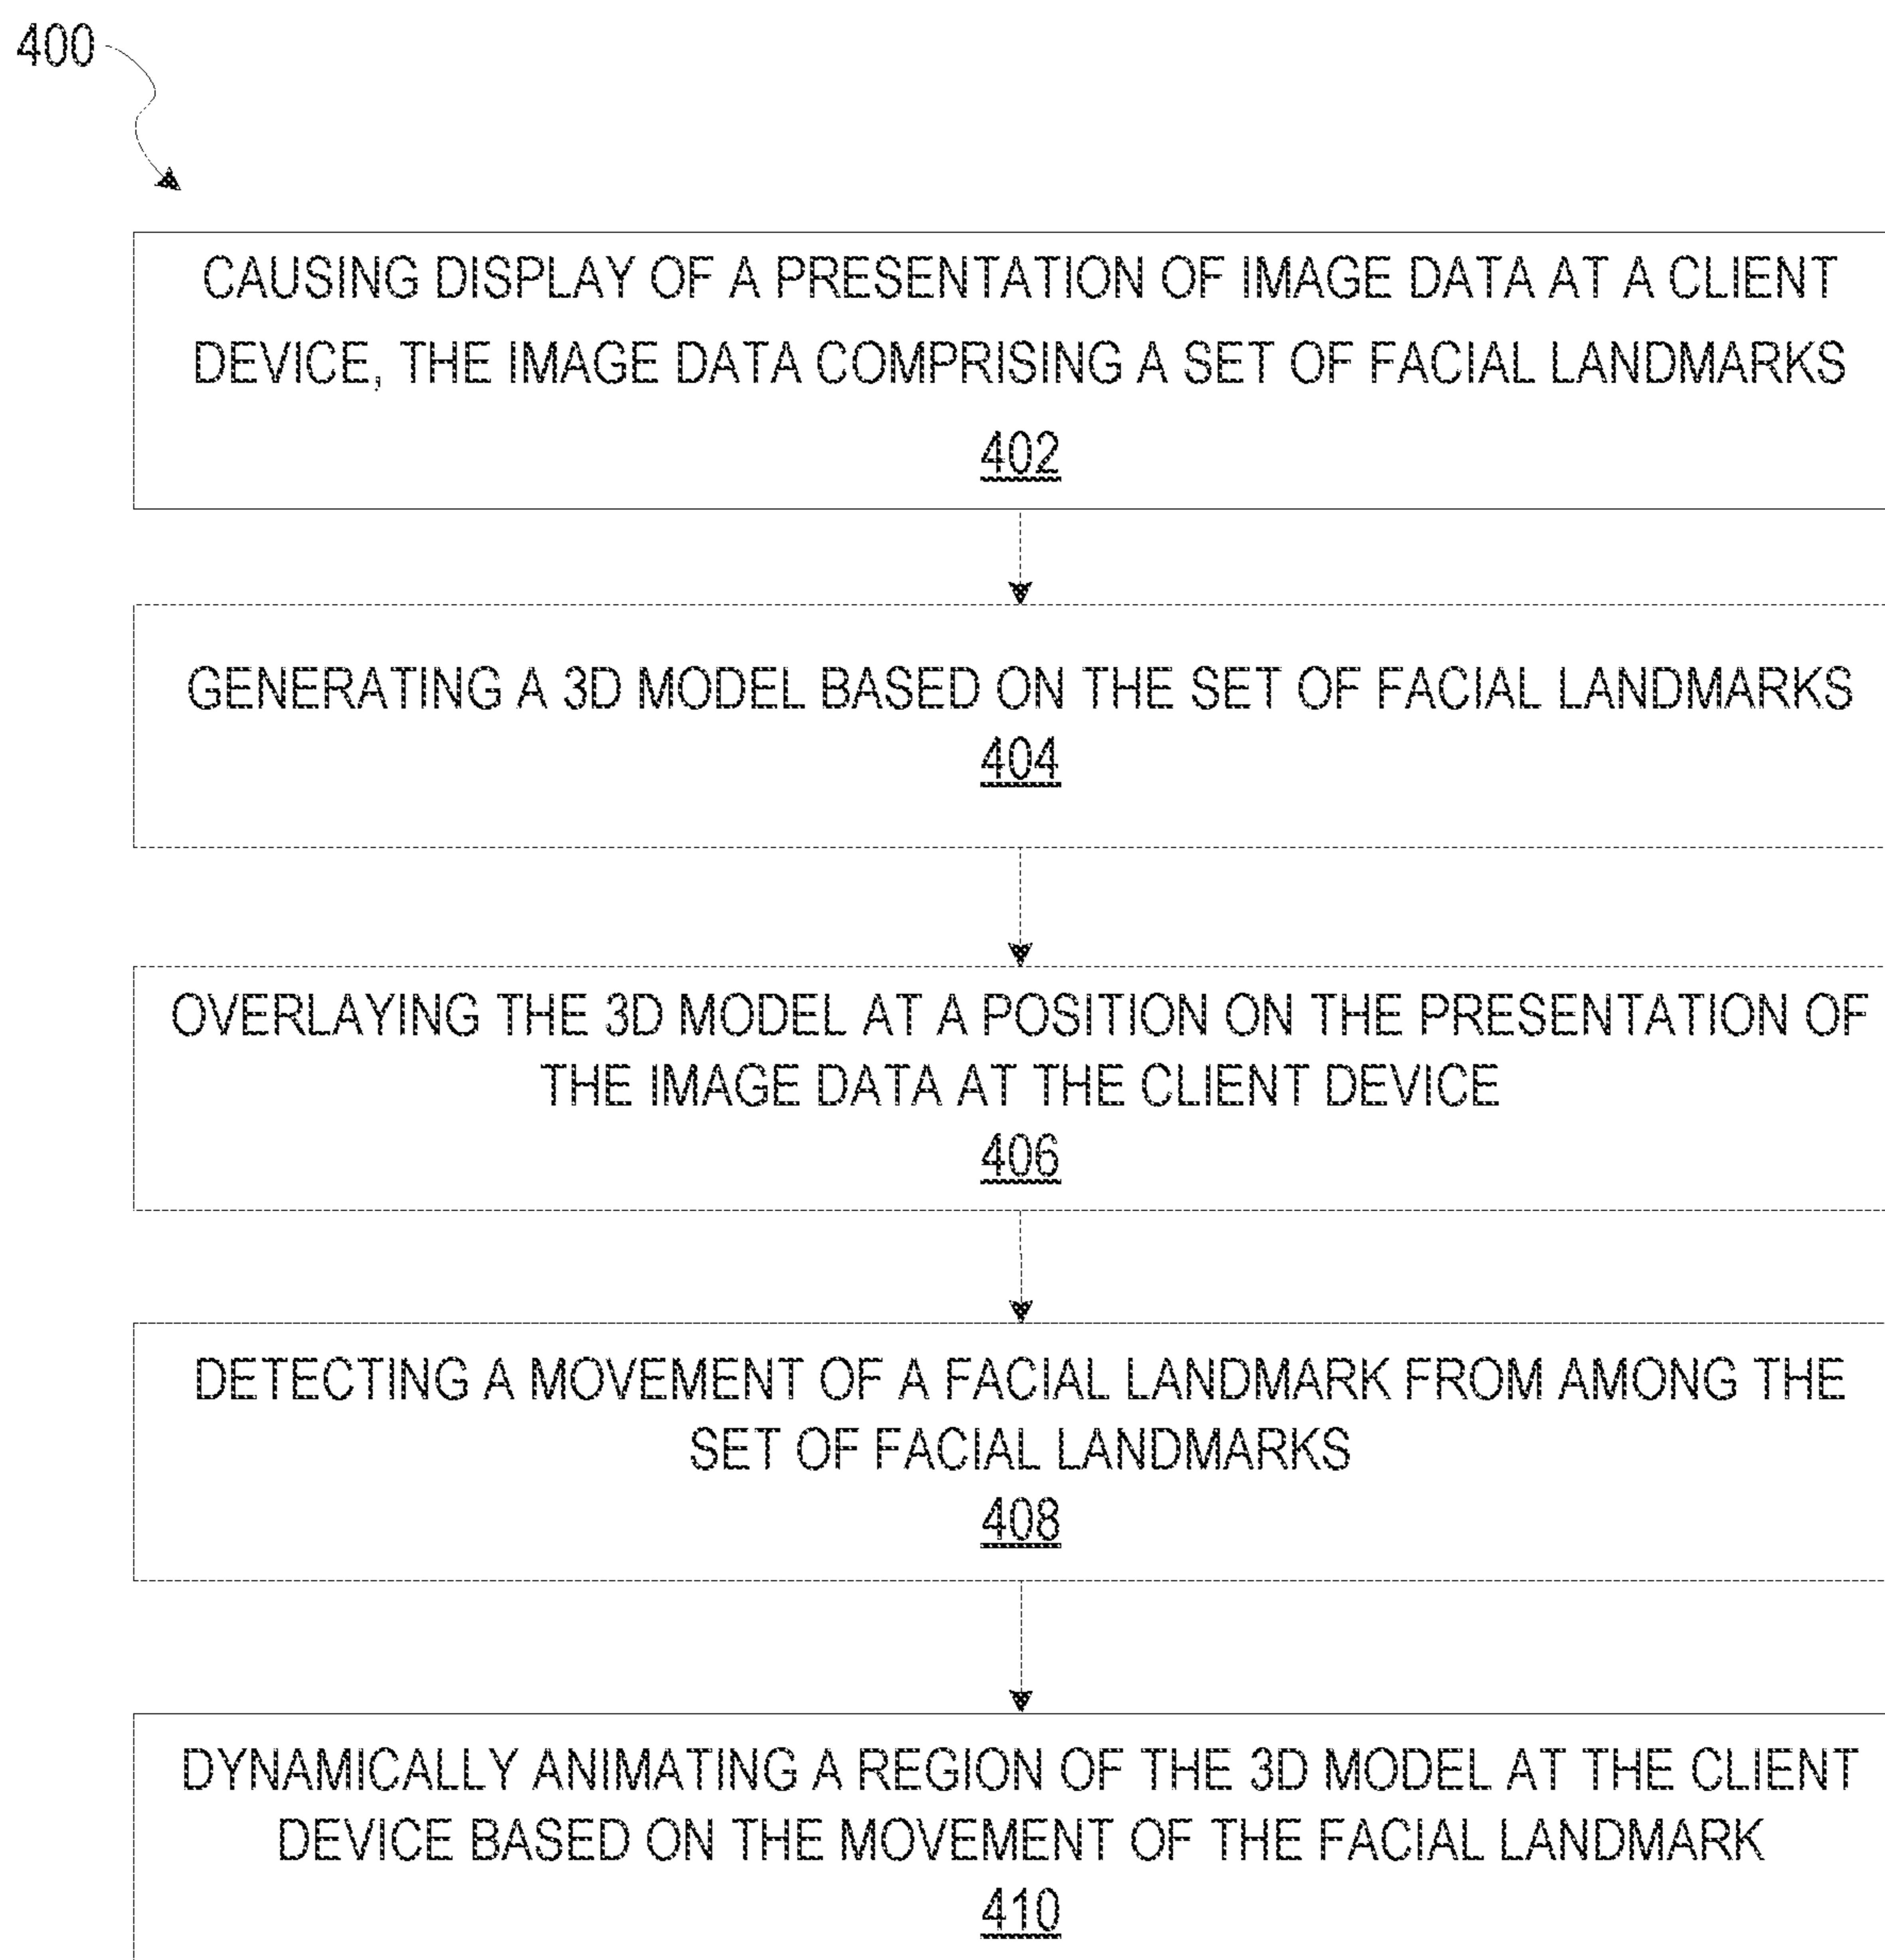 400
CAUSING DISPLAY OF A PRESENTATION OF IMAGE DATA AT A CLIENT
DEVICE, THE IMAGE DATA COMPRISING A SET OF FACIAL LANDMARKS
402
GENERATING A 3D MODEL BASED ON THE SET OF FACIAL LANDMARKS
404
OVERLAYING THE 3D MODEL AT A POSITION ON THE PRESENTATION OF
THE IMAGE DATA AT THE CLIENT DEVICE
406
DETECTING A MOVEMENT OF A FACIAL LANDMARK FROM AMONG THE
SET OF FACIAL LANDMARKS
408
DYNAMICALLY ANIMATING A REGION OF THE 3D MODEL AT THE CLIENT
DEVICE BASED ON THE MOVEMENT OF THE FACIAL LANDMARK
410